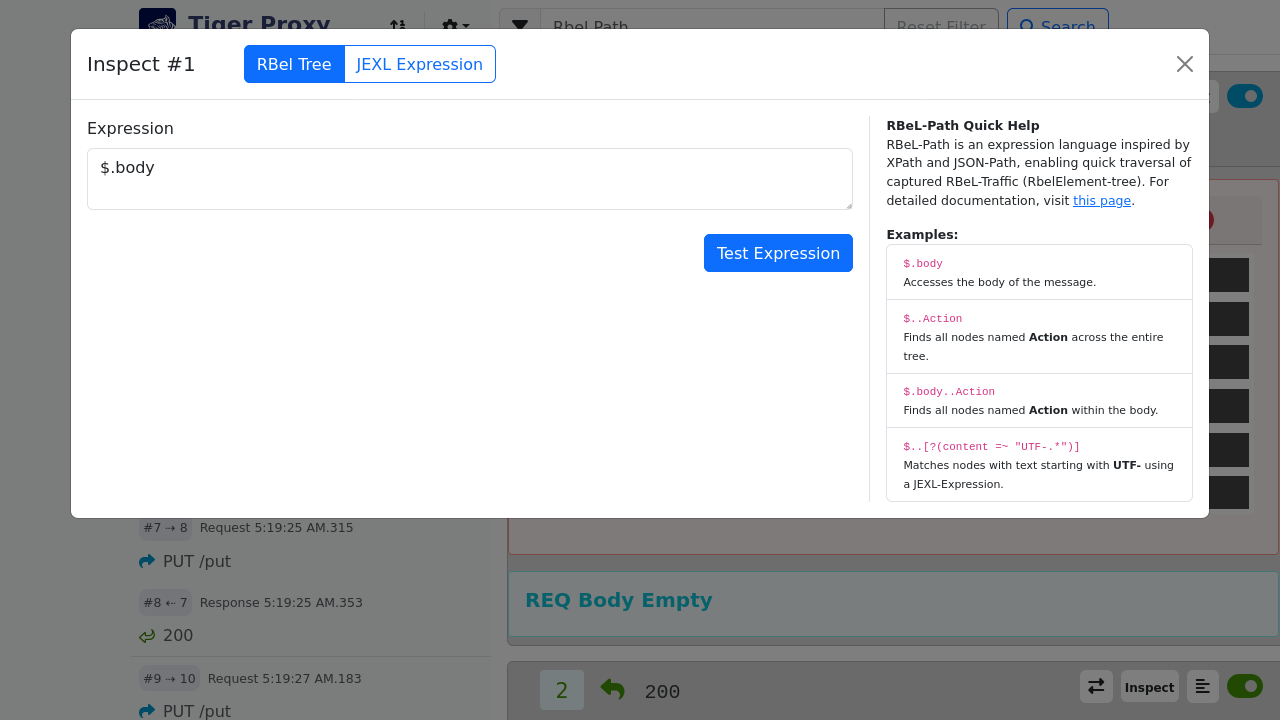 Tiger Proxy
Rbel Path
Reset Filter
Search
Inspect #1
RBel Tree
JEXL Expression
Expression
$.body
Test Expression
RBeL-Path Quick Help
RBeL-Path is an expression language inspired by
XPath and JSON-Path, enabling quick traversal of
captured RBeL-Traffic (RbelElement-tree). For
detailed documentation, visit this page.
Examples:
$.body
Accesses the body of the message.
$..Action
Finds all nodes named Action across the entire
tree.
$.body..Action
Finds all nodes named Action within the body.
$..[?(content =~ "UTF-.*")]
Matches nodes with text starting with UTF- using
a JEXL-Expression.
#7 ⇢ 8 Request 5:19:25 AM.315
PUT /put
#8 ⇠ 7 Response 5:19:25 AM.353
200
#9 ⇢ 10 Request 5:19:27 AM.183
PUT /put
REQ Body Empty
2
200
Inspect